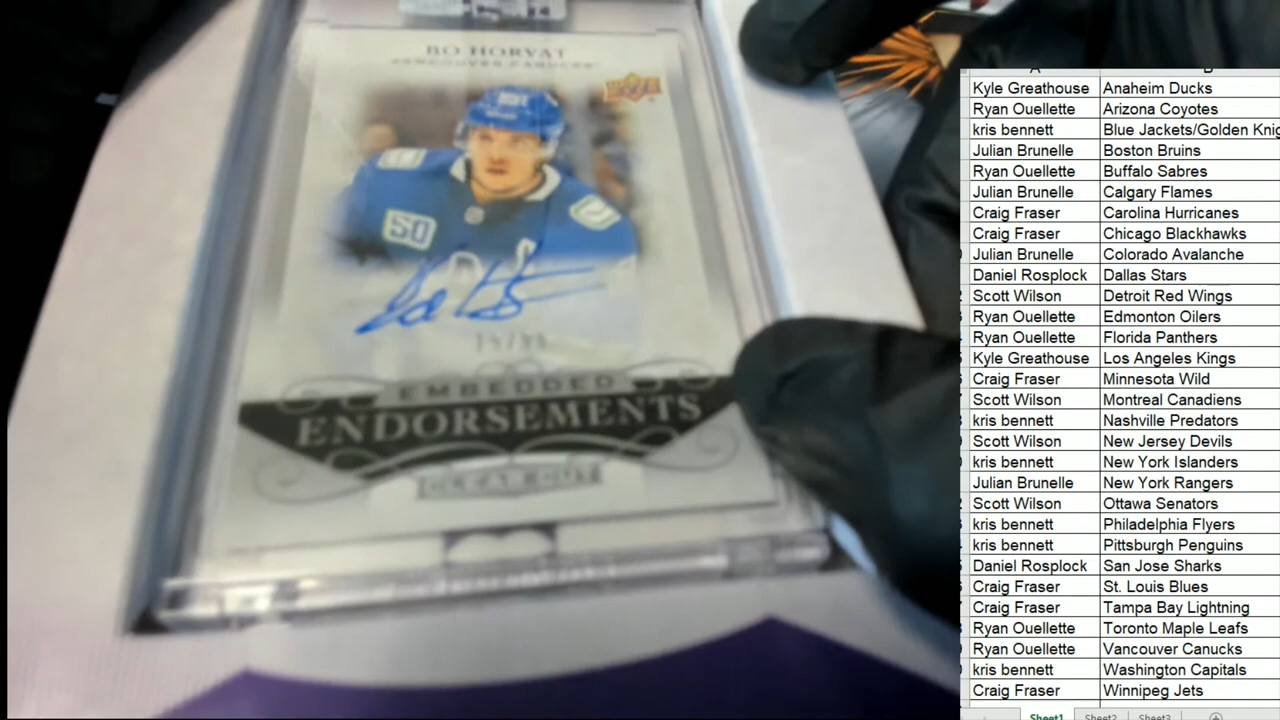 BO HORVAT
VANCOUVER CANUCKS
UPPER DECK
50
EMBEDDED
ENDORSEMENTS
A B
Kyle Greathouse Anaheim Ducks
Ryan Ouellette Arizona Coyotes
kris bennett Blue Jackets/Golden Knig
Julian Brunelle Boston Bruins
Ryan Ouellette Buffalo Sabres
Julian Brunelle Calgary Flames
Craig Fraser Carolina Hurricanes
Craig Fraser Chicago Blackhawks
Julian Brunelle Colorado Avalanche
Daniel Rosplock Dallas Stars
Scott Wilson Detroit Red Wings
Ryan Ouellette Edmonton Oilers
Ryan Ouellette Florida Panthers
Kyle Greathouse Los Angeles Kings
Craig Fraser Minnesota Wild
Scott Wilson Montreal Canadiens
kris bennett Nashville Predators
Scott Wilson New Jersey Devils
kris bennett New York Islanders
Julian Brunelle New York Rangers
Scott Wilson Ottawa Senators
kris bennett Philadelphia Flyers
kris bennett Pittsburgh Penguins
Daniel Rosplock San Jose Sharks
Craig Fraser St. Louis Blues
Craig Fraser Tampa Bay Lightning
Ryan Ouellette Toronto Maple Leafs
Ryan Ouellette Vancouver Canucks
kris bennett Washington Capitals
Craig Fraser Winnipeg Jets
Sheet1 Sheet2 Sheet3